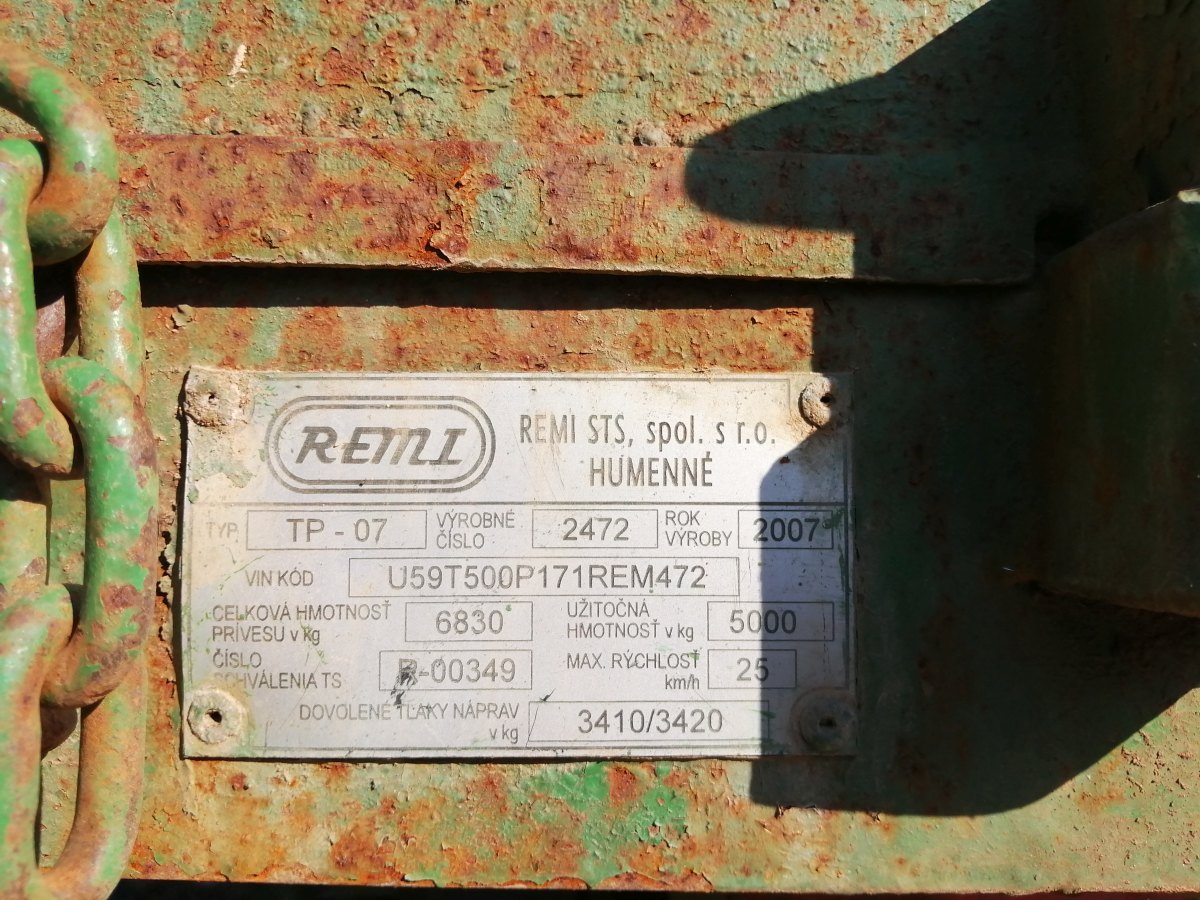 REMI
REMI STS, spol. s r.o.
HUMENNÉ
TYP TP - 07 VÝROBNÉ ČÍSLO 2472 ROK VÝROBY 2007
VIN KÓD U59T500P171REM472
CELKOVÁ HMOTNOSŤ PRÍVESU v kg 6830 UŽITOČNÁ HMOTNOSŤ v kg 5000
ČÍSLO SCHVÁLENIA TS R-00349 MAX. RÝCHLOSŤ km/h 25
DOVOLENÉ TLAKY NÁPRAV v kg 3410/3420